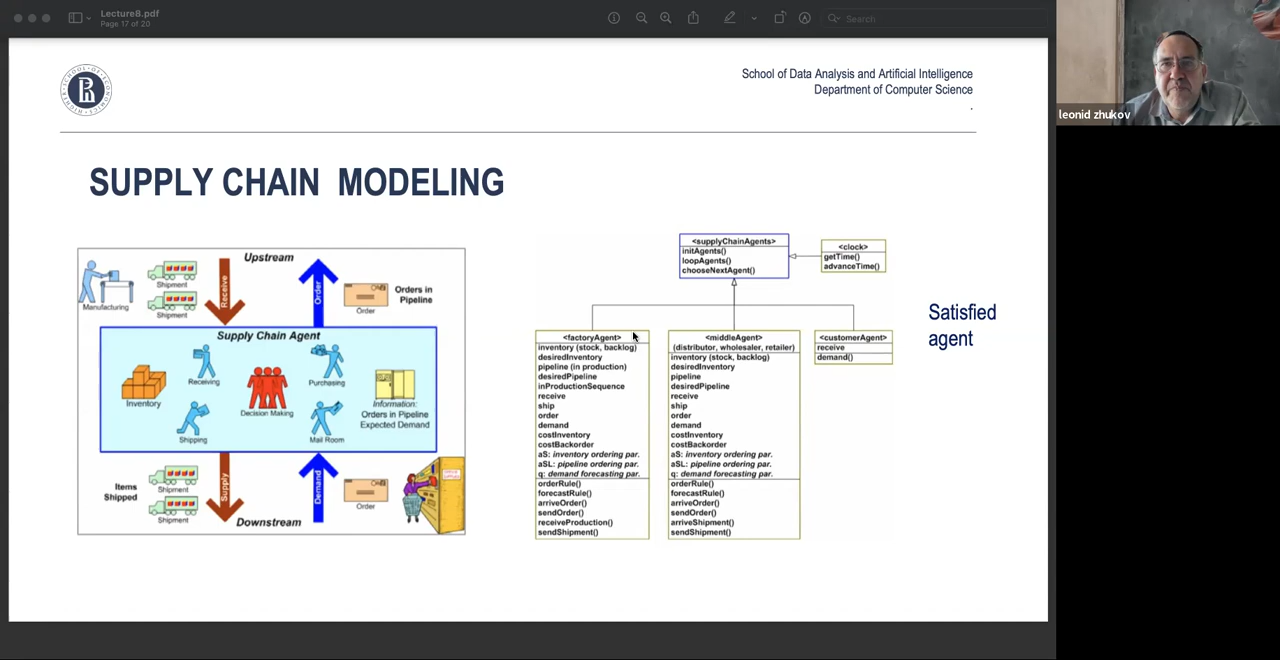 Lecture8.pdf
Page 17 of 20
Search
leonid zhukov
School of Data Analysis and Artificial Intelligence
Department of Computer Science
.
SUPPLY CHAIN MODELING
Upstream
Manufacturing
Shipment
Shipment
Receive
Order
Order
Orders in
Pipeline
Supply Chain Agent
Inventory
Receiving
Shipping
Decision Making
Purchasing
Mail Room
Information:
Orders in Pipeline
Expected Demand
Items
Shipped
Shipment
Shipment
Supply
Demand
Order
Downstream
<supplyChainAgents>
initAgents()
loopAgents()
chooseNextAgent()
<clock>
getTime()
advanceTime()
<factoryAgent>
inventory (stock, backlog)
desiredInventory
pipeline (in production)
desiredPipeline
inProductionSequence
receive
ship
order
demand
costInventory
costBackorder
aS: inventory ordering par.
aSL: pipeline ordering par.
q: demand forecasting par.
orderRule()
forecastRule()
arriveOrder()
sendOrder()
receiveProduction()
sendShipment()
<middleAgent>
(distributor, wholesaler, retailer)
inventory (stock, backlog)
desiredInventory
pipeline
desiredPipeline
receive
ship
order
demand
costInventory
costBackorder
aS: inventory ordering par.
aSL: pipeline ordering par.
q: demand forecasting par.
orderRule()
forecastRule()
arriveOrder()
sendOrder()
arriveShipment()
sendShipment()
<customerAgent>
receive
demand()
Satisfied
agent